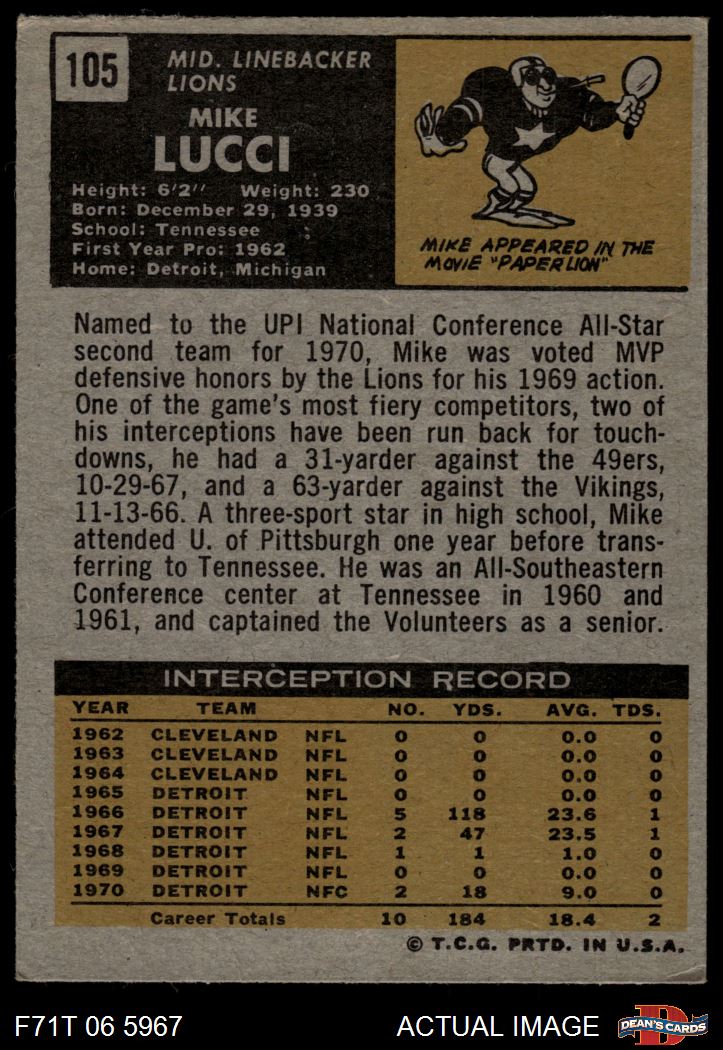 105
MID. LINEBACKER
LIONS
MIKE
LUCCI
Height: 6'2" Weight: 230
Born: December 29, 1939
School: Tennessee
First Year Pro: 1962
Home: Detroit, Michigan
MIKE APPEARED IN THE
MOVIE "PAPER LION"
Named to the UPI National Conference All-Star
second team for 1970, Mike was voted MVP
defensive honors by the Lions for his 1969 action.
One of the game's most fiery competitors, two of
his interceptions have been run back for touch-
downs, he had a 31-yarder against the 49ers,
10-29-67, and a 63-yarder against the Vikings,
11-13-66. A three-sport star in high school, Mike
attended U. of Pittsburgh one year before trans-
ferring to Tennessee. He was an All-Southeastern
Conference center at Tennessee in 1960 and
1961, and captained the Volunteers as a senior.
INTERCEPTION RECORD
YEAR TEAM NO. YDS. AVG. TDS.
1962 CLEVELAND NFL 0 0 0.0 0
1963 CLEVELAND NFL 0 0 0.0 0
1964 CLEVELAND NFL 0 0 0.0 0
1965 DETROIT NFL 0 0 0.0 0
1966 DETROIT NFL 5 118 23.6 1
1967 DETROIT NFL 2 47 23.5 1
1968 DETROIT NFL 1 1 1.0 0
1969 DETROIT NFL 0 0 0.0 0
1970 DETROIT NFC 2 18 9.0 0
Career Totals 10 184 18.4 2
© T.C.G. PRTD. IN U.S.A.
F71T 06 5967 ACTUAL IMAGE D DEAN'S CARDS